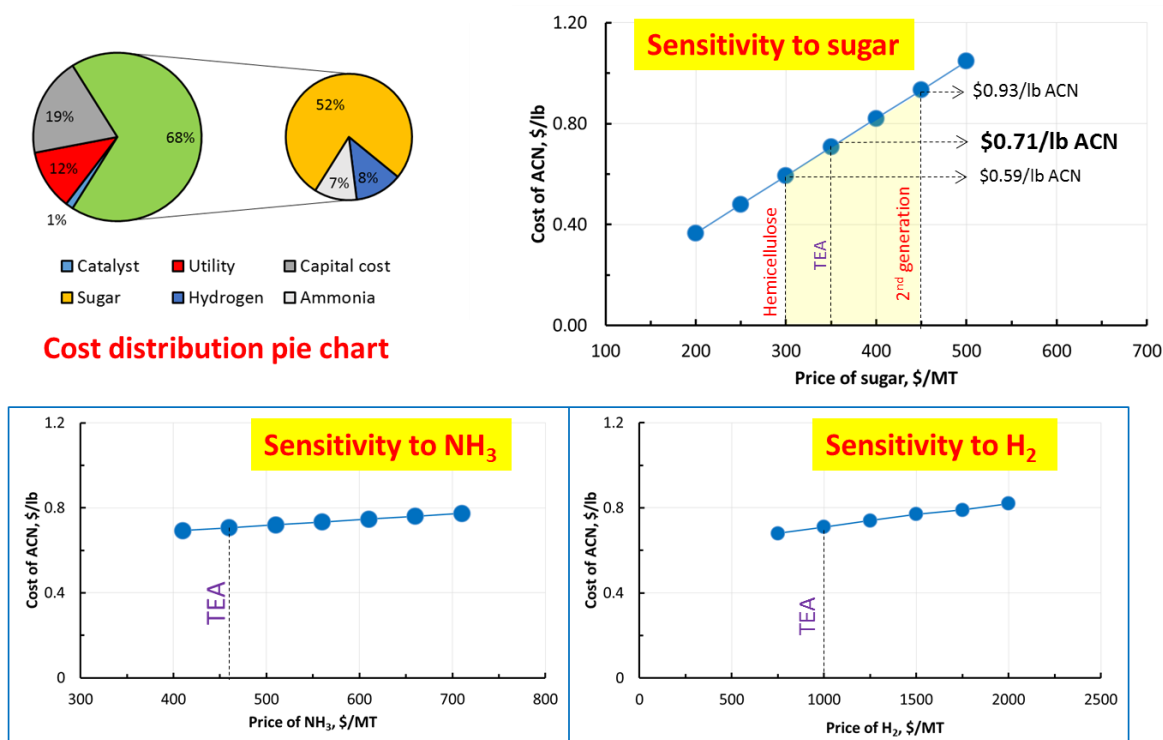 19%
68%
12%
1%
52%
7%
8%
Catalyst Utility Capital cost
Sugar Hydrogen Ammonia
Cost distribution pie chart
Sensitivity to sugar
Cost of ACN, $/lb
1.20
0.80
0.40
0.00
$0.93/lb ACN
$0.71/lb ACN
$0.59/lb ACN
Hemicellulose
TEA
2nd generation
100 200 300 400 500 600 700
Price of sugar, $/MT
Sensitivity to NH3
Cost of ACN, $/lb
1.2
0.8
0.4
0
TEA
300 400 500 600 700 800
Price of NH3, $/MT
Sensitivity to H2
Cost of ACN, $/lb
1.2
0.8
0.4
0
TEA
0 500 1000 1500 2000 2500
Price of H2, $/MT